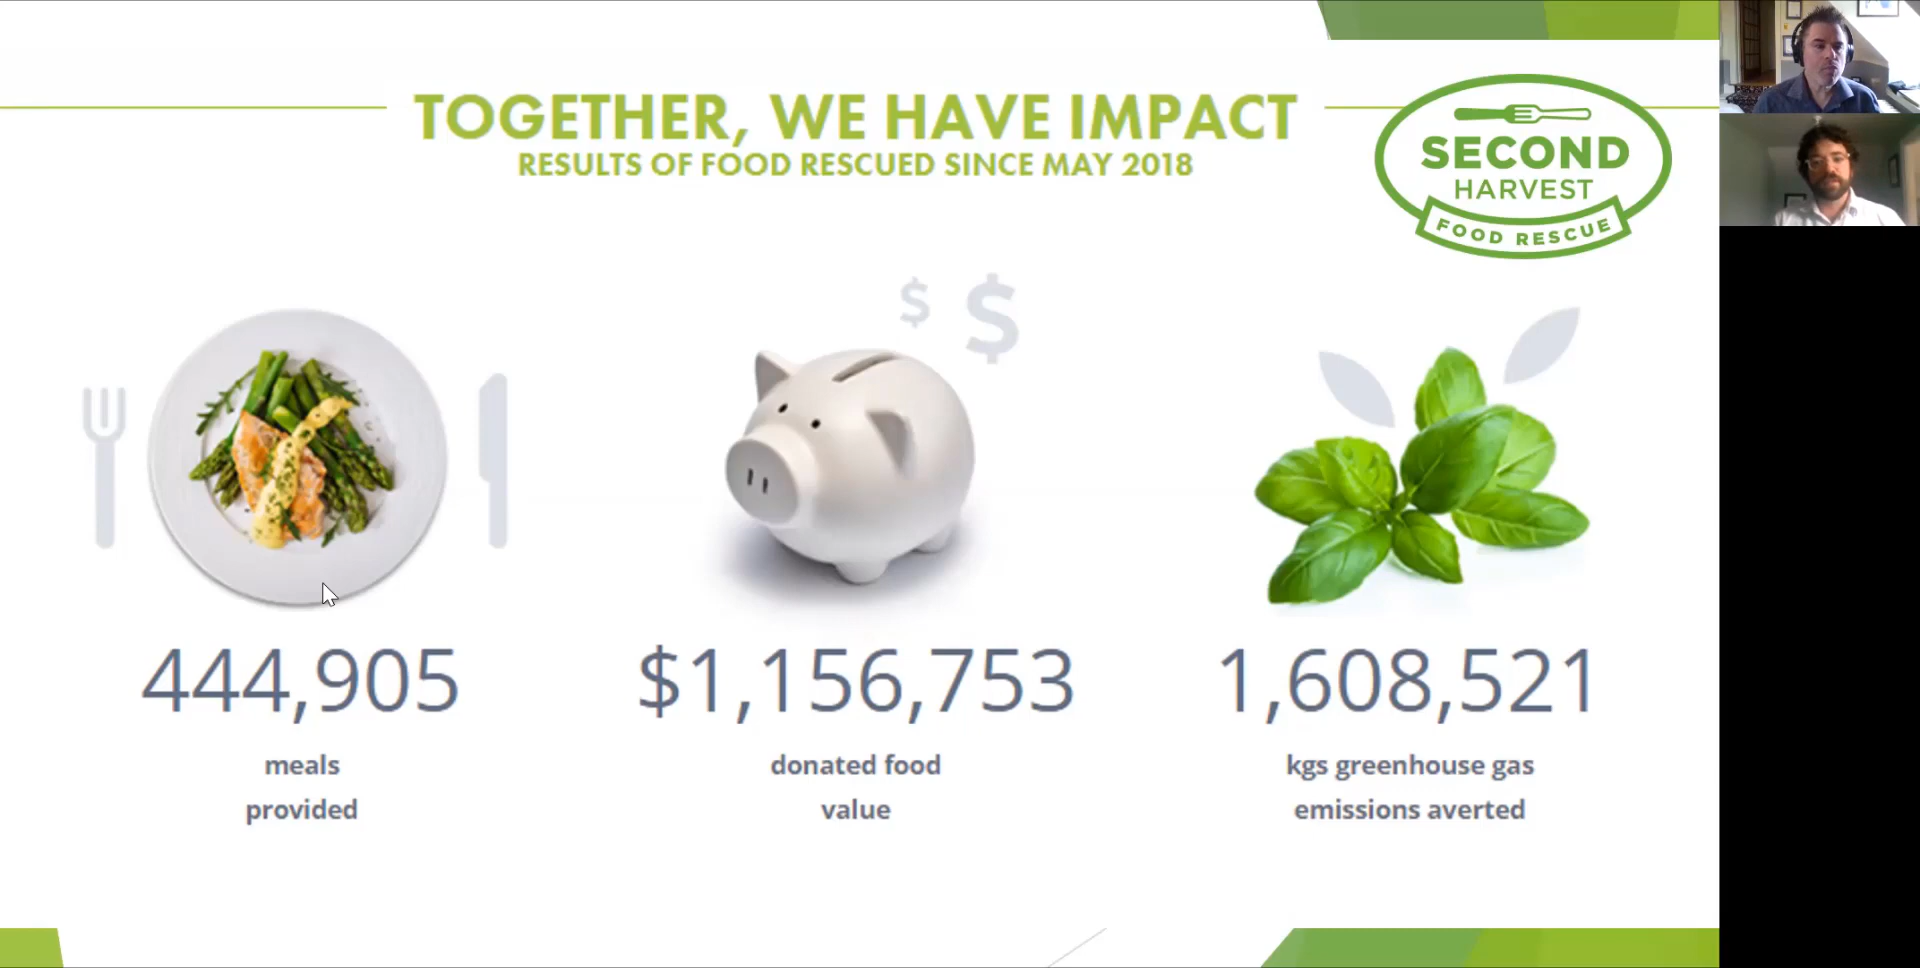 TOGETHER, WE HAVE IMPACT
RESULTS OF FOOD RESCUED SINCE MAY 2018
SECOND
HARVEST
FOOD RESCUE
$ $
444,905
meals
provided
$1,156,753
donated food
value
1,608,521
kgs greenhouse gas
emissions averted